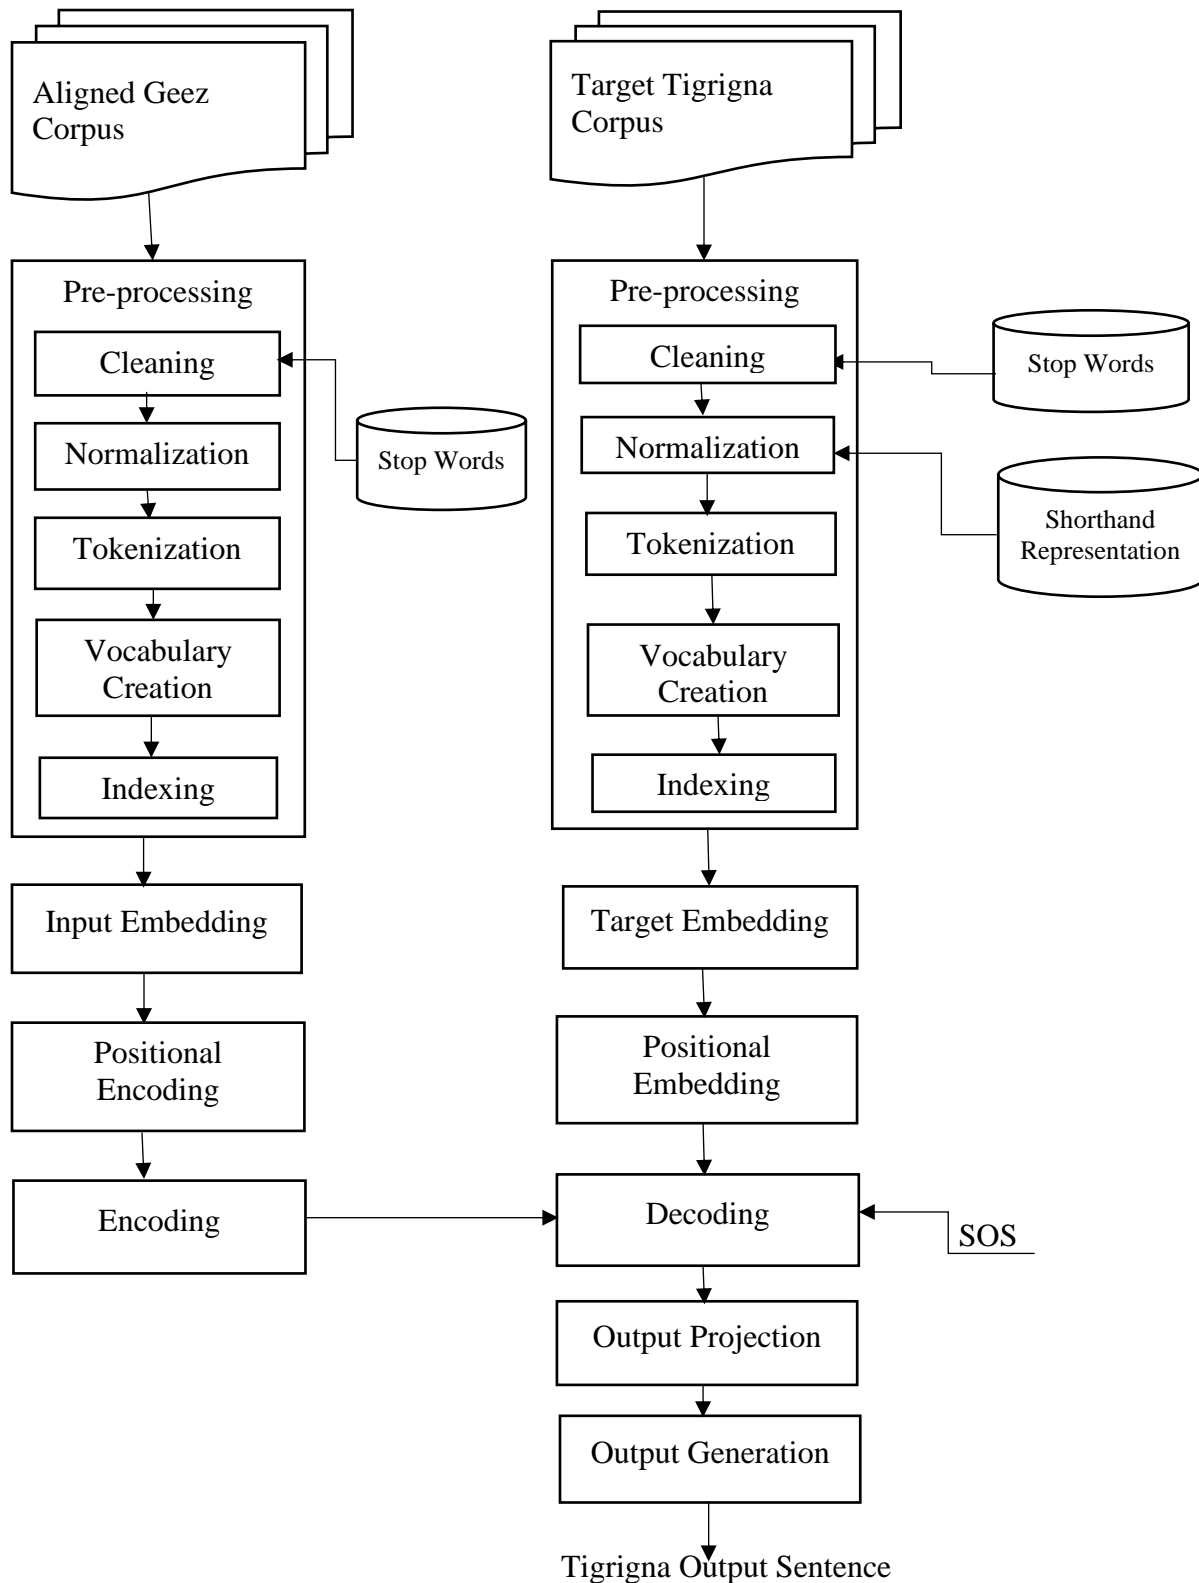 Aligned Geez
Corpus
Pre-processing
Cleaning
Normalization
Tokenization
Vocabulary
Creation
Indexing
Stop Words
Input Embedding
Positional
Encoding
Encoding
Target Tigrigna
Corpus
Pre-processing
Cleaning
Normalization
Tokenization
Vocabulary
Creation
Indexing
Stop Words
Shorthand
Representation
Target Embedding
Positional
Embedding
Decoding
SOS
Output Projection
Output Generation
Tigrigna Output Sentence